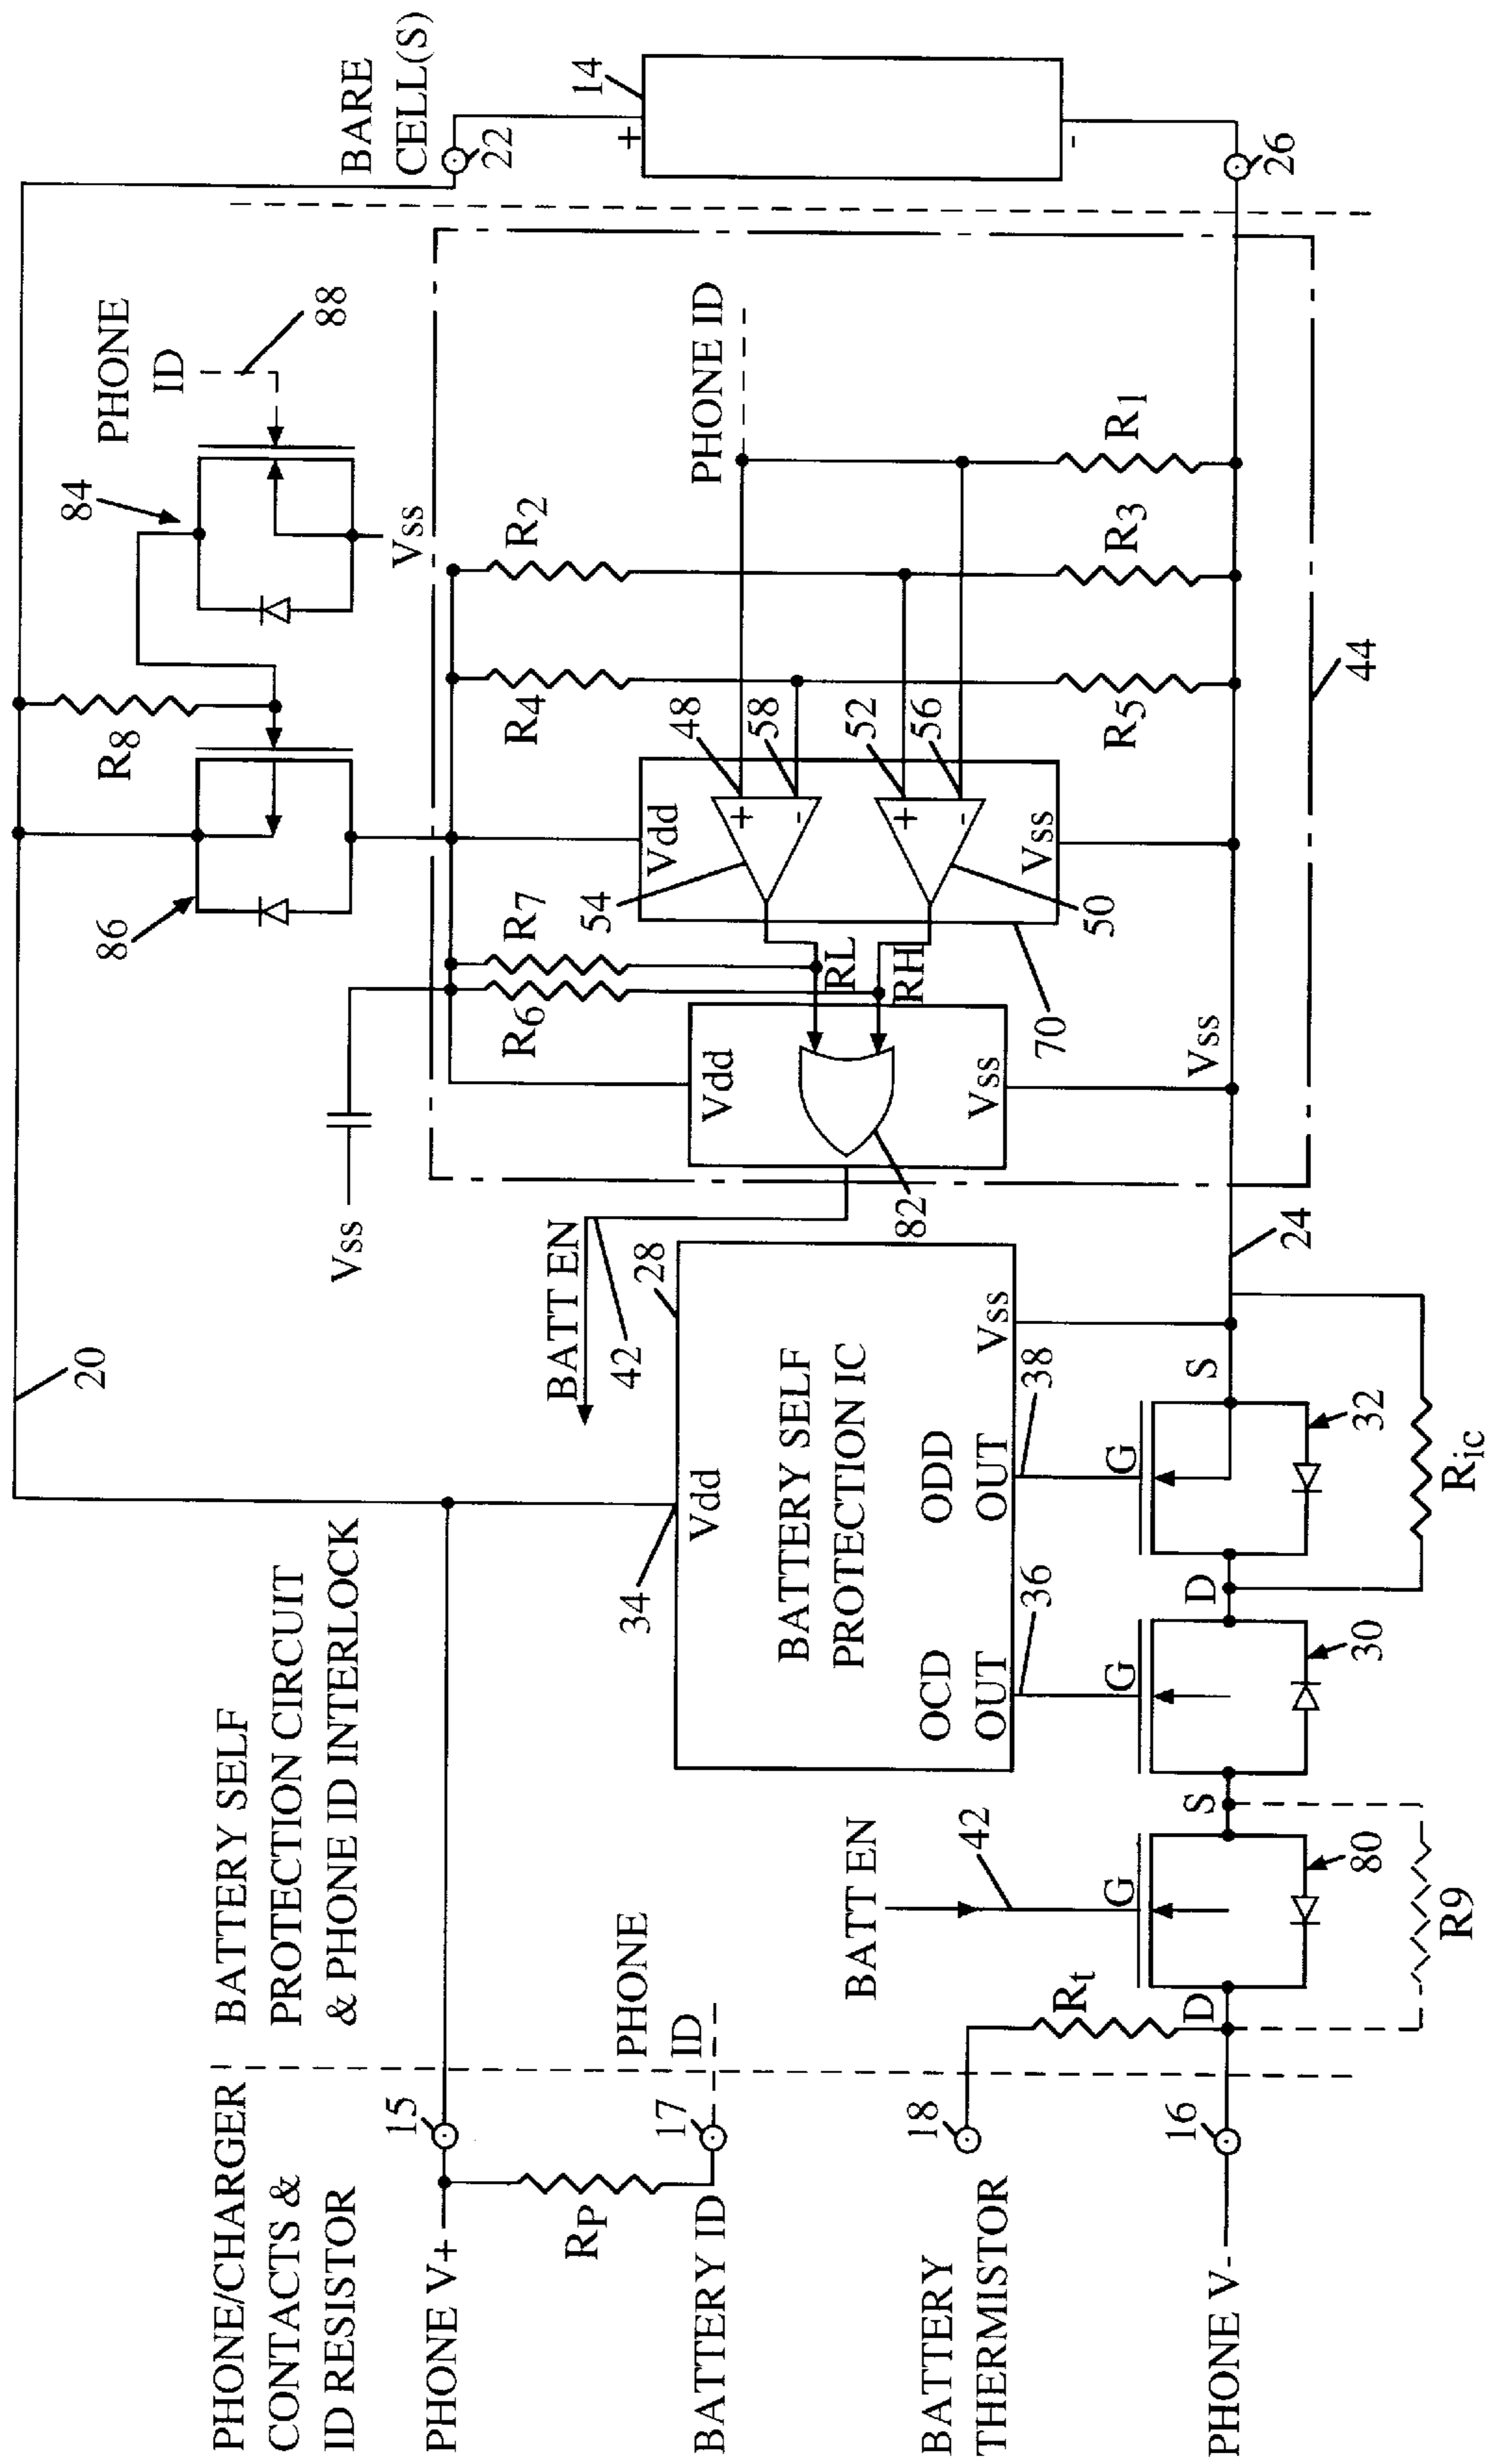 PHONE/CHARGER
CONTACTS &
ID RESISTOR
BATTERY SELF
PROTECTION CIRCUIT
& PHONE ID INTERLOCK
BARE
CELL(S)
20
22
14
+
-
26
PHONE
ID
88
84
Vss
R8
86
Vss
PHONE V+
15
RP
BATTERY ID
17
PHONE
ID
BATTERY
THERMISTOR
18
Rt
PHONE V-
16
34
Vdd
28
BATTERY SELF
PROTECTION IC
OCD
OUT
ODD
OUT
Vss
36
38
BATT EN
42
BATT EN
42
D
G
S
80
R9
G
30
D
G
S
32
Ric
24
82
Vdd
Vss
R6
R7
RL
RH
70
Vss
Vdd
Vss
54
50
+
-
+
-
48
58
52
56
R4
R5
R2
R3
R1
PHONE ID
44